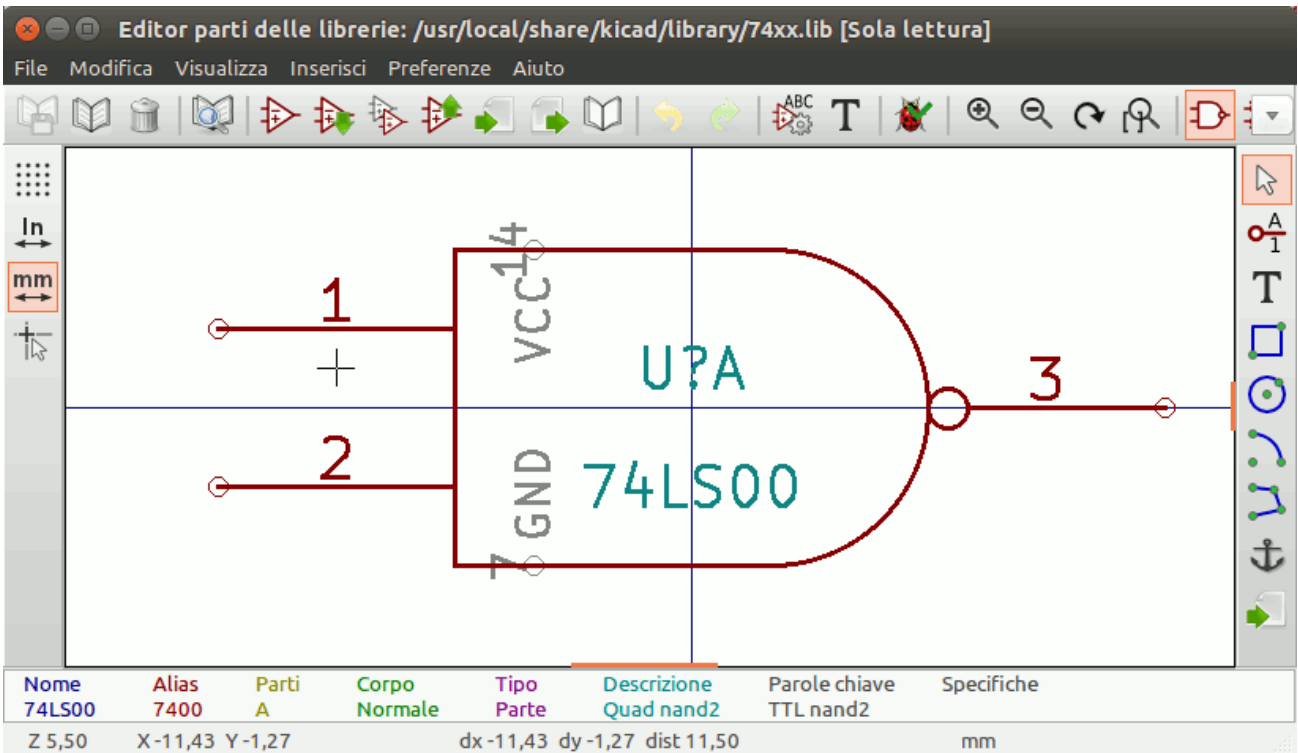 Editor parti delle librerie: /usr/local/share/kicad/library/74xx.lib [Sola lettura]
File Modifica Visualizza Inserisci Preferenze Aiuto
ABC
T
In
mm
A
1
T
14
VCC
1
U?A
3
2
GND
74LS00
7
Nome Alias Parti Corpo Tipo Descrizione Parole chiave Specifiche
74LS00 7400 A Normale Parte Quad nand2 TTL nand2
Z 5,50 X -11,43 Y -1,27 dx -11,43 dy -1,27 dist 11,50 mm